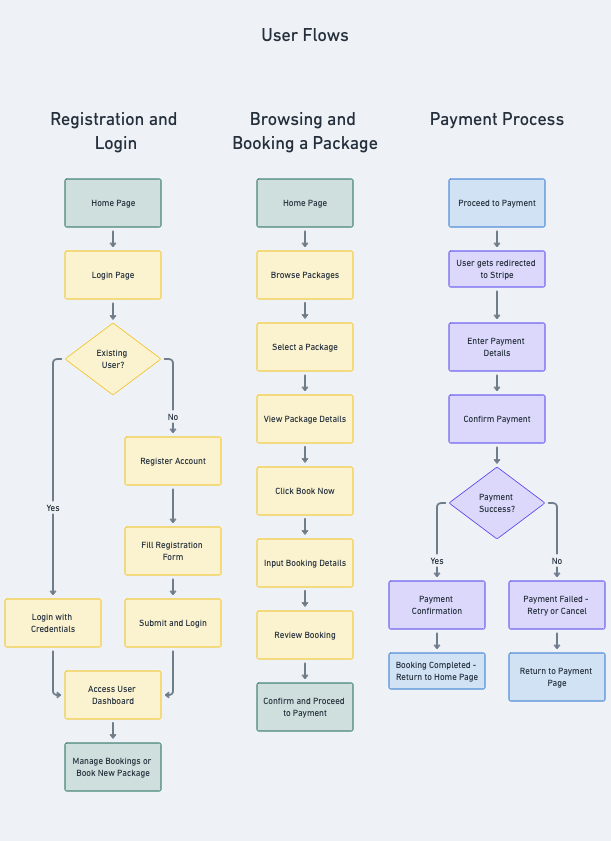 User Flows
Registration and
Login
Home Page
Login Page
Existing
User?
No
Register Account
Yes
Fill Registration
Form
Login with
Credentials
Submit and Login
Access User
Dashboard
Manage Bookings or
Book New Package
Browsing and
Booking a Package
Home Page
Browse Packages
Select a Package
View Package Details
Click Book Now
Input Booking Details
Review Booking
Confirm and Proceed
to Payment
Payment Process
Proceed to Payment
User gets redirected
to Stripe
Enter Payment
Details
Confirm Payment
Payment
Success?
Yes
No
Payment
Confirmation
Payment Failed -
Retry or Cancel
Booking Completed -
Return to Home Page
Return to Payment
Page